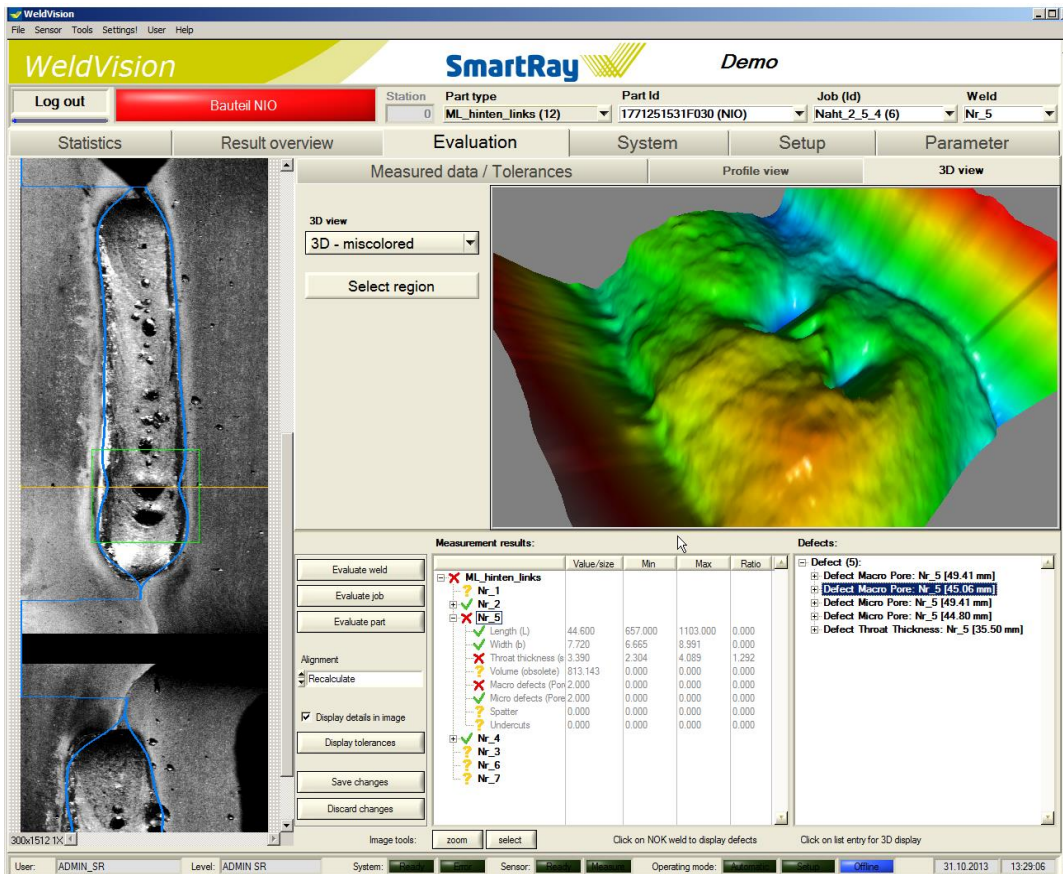 WeldVision
File Sensor Tools Settings! User Help
WeldVision
SmartRay
Demo
Log out
Bauteil NIO
Station
0
Part type
ML_hinten_links (12)
Part Id
1771251531F030 (NIO)
Job (Id)
Naht_2_5_4 (6)
Weld
Nr_5
Statistics Result overview Evaluation System Setup Parameter
Measured data / Tolerances Profile view 3D view
3D view
3D - miscolored
Select region
Measurement results:
Defects:
Evaluate weld
Evaluate job
Evaluate part
Alignment
Recalculate
Display details in image
Display tolerances
Save changes
Discard changes
Value/size Min Max Ratio
ML_hinten_links
Nr_1
Nr_2
Nr_5
Length (L) 44.600 657.000 1103.000 0.000
Width (b) 7.720 6.665 8.991 0.000
Throat thickness (s 3.390 2.304 4.089 1.292
Volume (obsolete) 813.143 0.000 0.000 0.000
Macro defects (Pore 2.000 0.000 0.000 0.000
Micro defects (Pore 2.000 0.000 0.000 0.000
Spatter 0.000 0.000 0.000 0.000
Undercuts 0.000 0.000 0.000 0.000
Nr_4
Nr_3
Nr_6
Nr_7
Defect (5):
Defect Macro Pore: Nr_5 [49.41 mm]
Defect Macro Pore: Nr_5 [45.06 mm]
Defect Micro Pore: Nr_5 [49.41 mm]
Defect Micro Pore: Nr_5 [44.80 mm]
Defect Throat Thickness: Nr_5 [35.50 mm]
300x1512 1X
Image tools: zoom select Click on NOK weld to display defects Click on list entry for 3D display
User: ADMIN_SR Level: ADMIN SR System: Ready Error Sensor: Ready Measure Operating mode: Automatic Setup Offline 31.10.2013 13:29:06